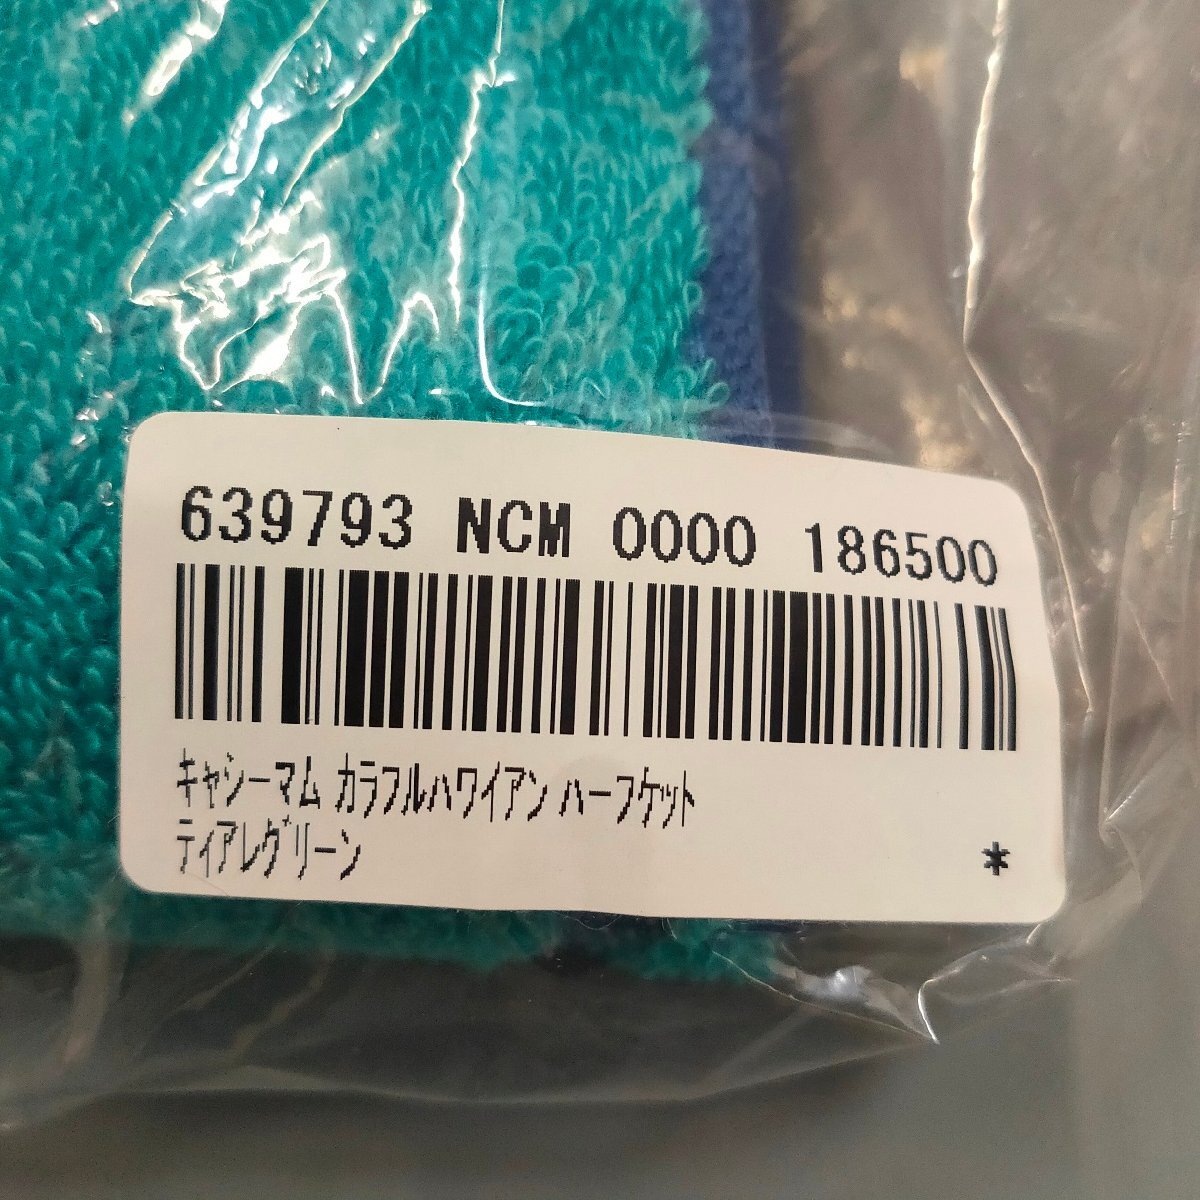 639793 NCM 0000 186500
キャシーマム カラフルハワイアン ハーフケット
ティアレグリーン
*